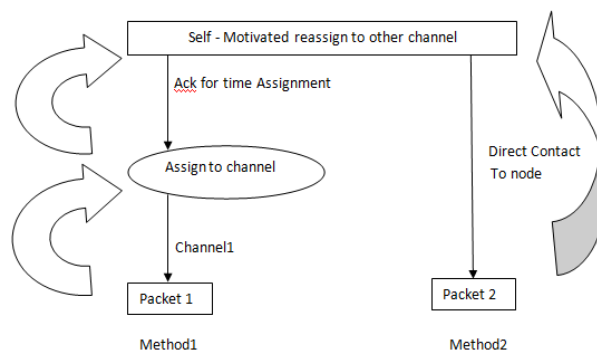 Self - Motivated reassign to other channel
Ack for time Assignment
Assign to channel
Direct Contact
To node
Channel1
Packet 1
Packet 2
Method1
Method2